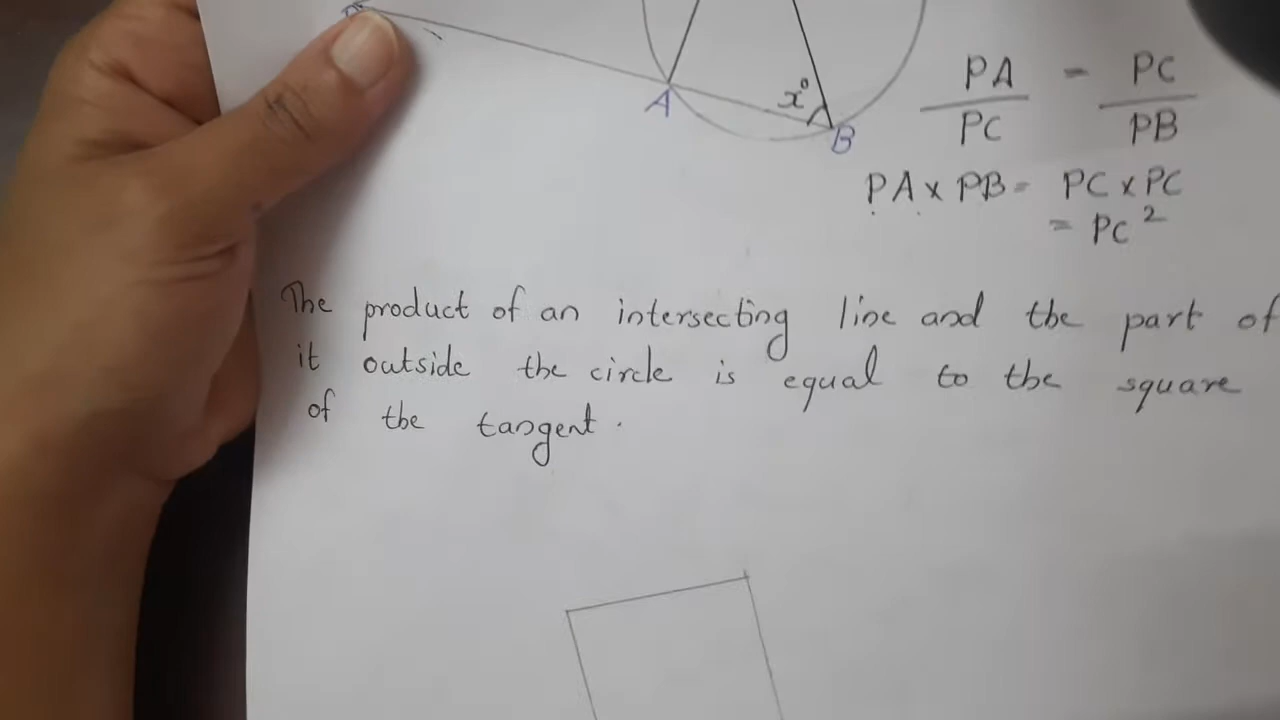 A
x°
B
PA = PC
PC PB
PA x PB = PC x PC
= PC²
The product of an intersecting line and the part of
it outside the circle is equal to the square
of the tangent.